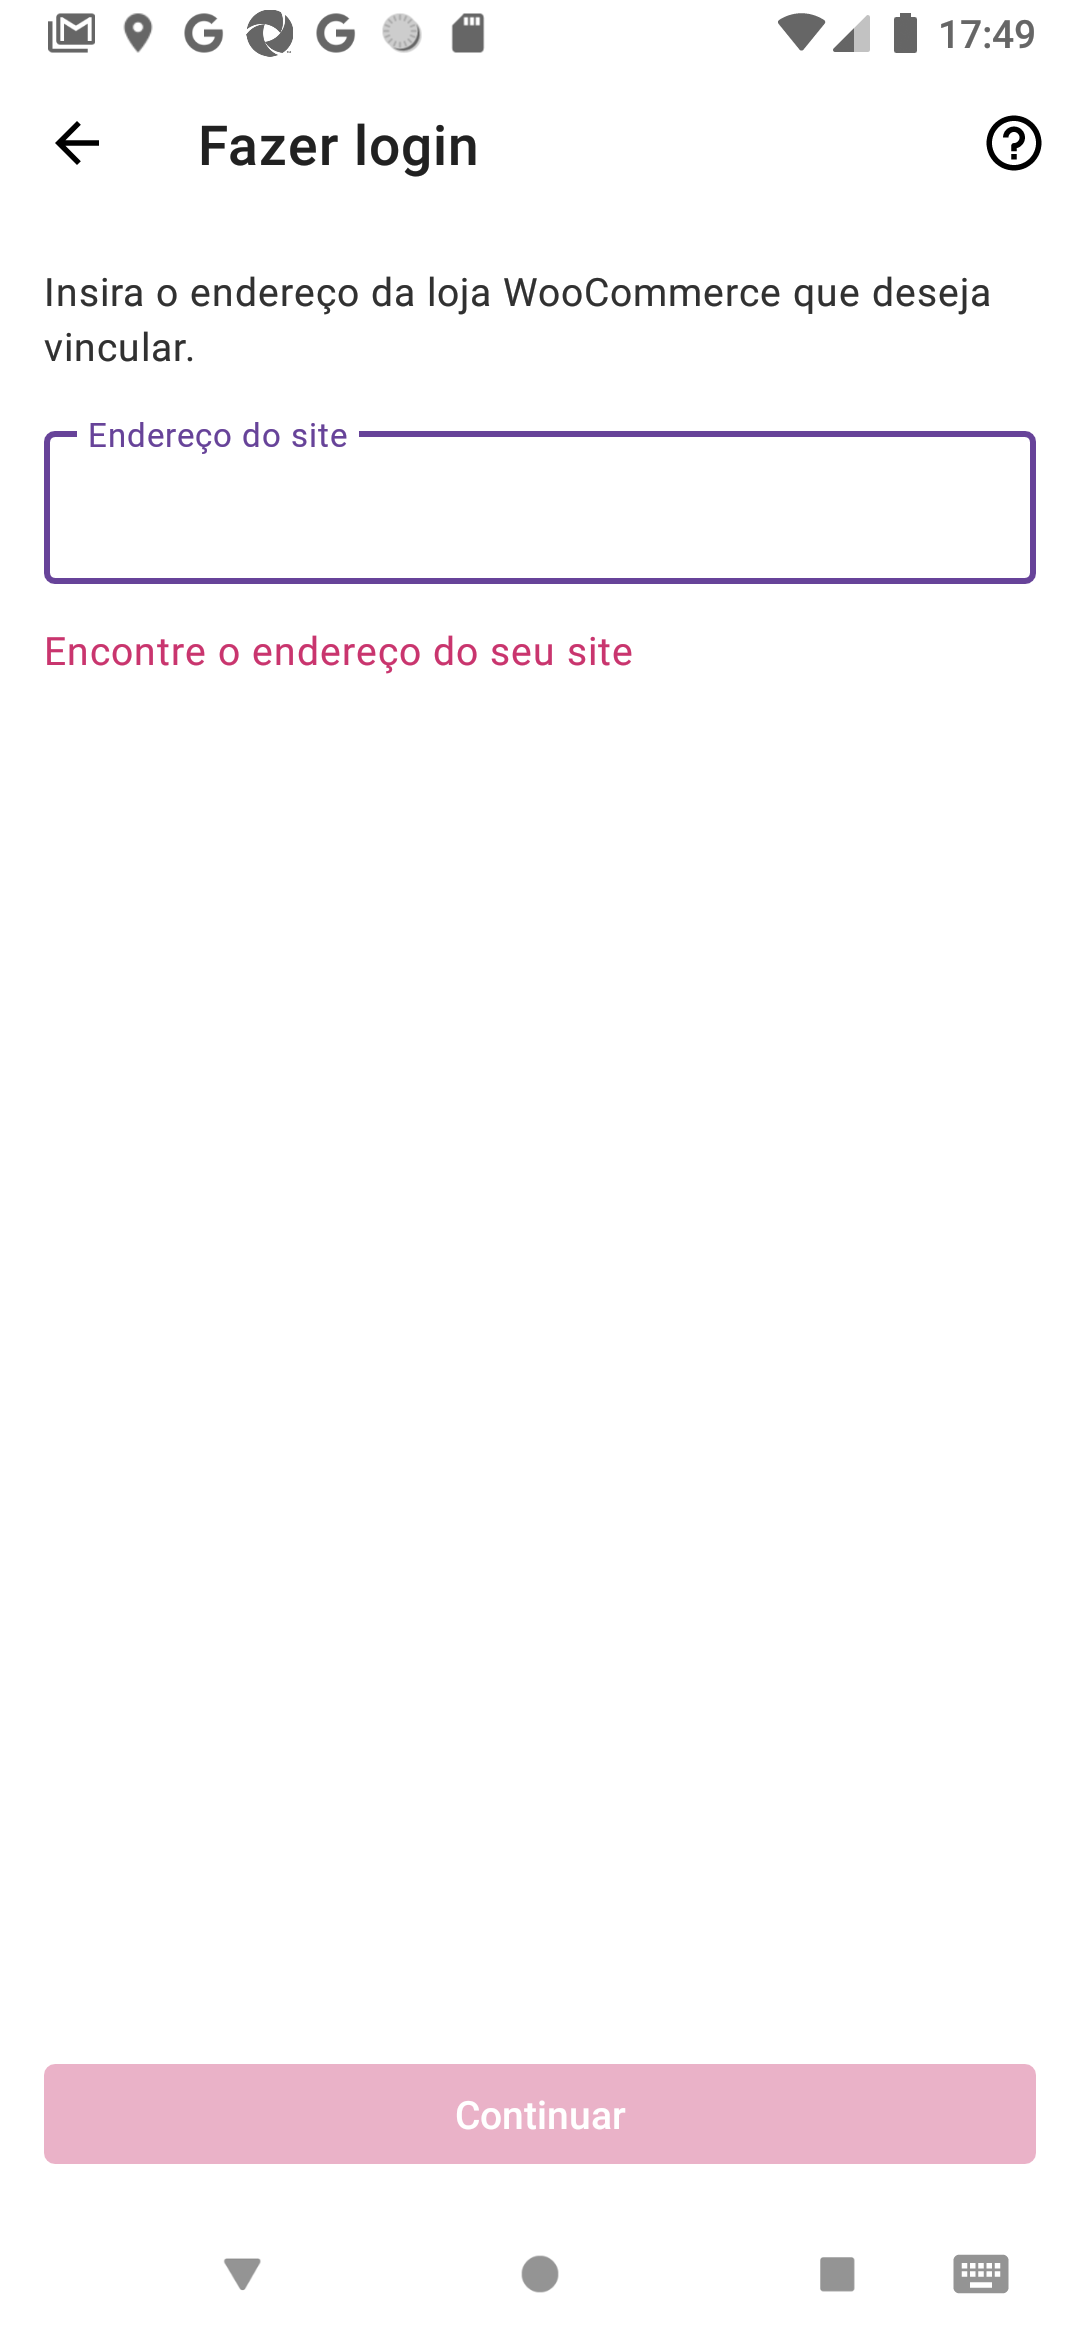 17:49
Fazer login
Insira o endereço da loja WooCommerce que deseja
vincular.
Endereço do site
Encontre o endereço do seu site
Continuar